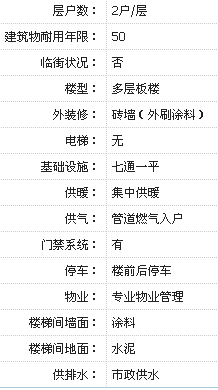 层户数： 2户/层
建筑物耐用年限： 50
临街状况： 否
楼型： 多层板楼
外装修： 砖墙（外刷涂料）
电梯： 无
基础设施： 七通一平
供暖： 集中供暖
供气： 管道燃气入户
门禁系统： 有
停车： 楼前后停车
物业： 专业物业管理
楼梯间墙面： 涂料
楼梯间地面： 水泥
供排水： 市政供水